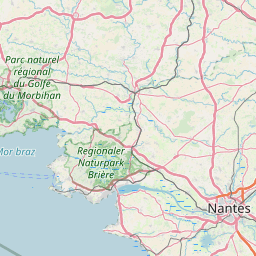 Parc naturel
régional
du Golfe
du Morbihan
Mor braz
Regionaler
Naturpark
Brière
Nantes